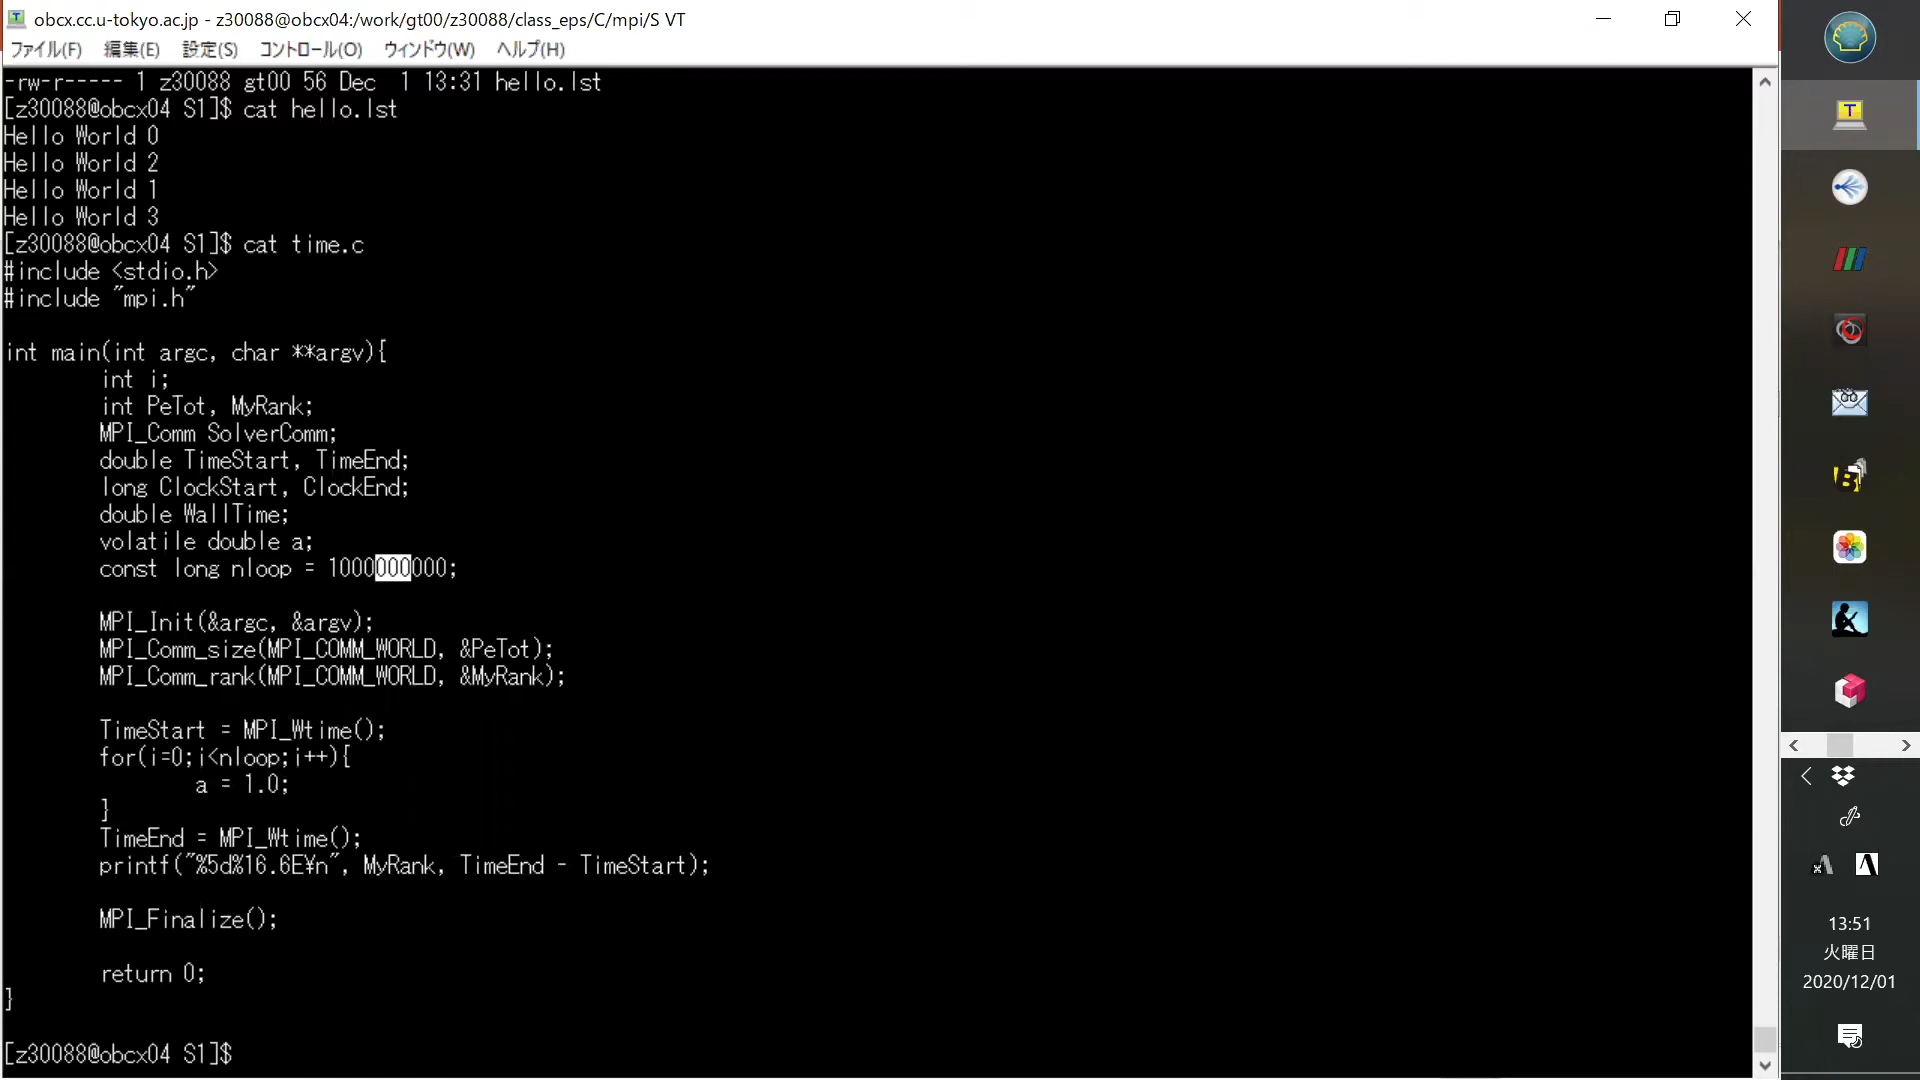 obcx.cc.u-tokyo.ac.jp - z30088@obcx04:/work/gt00/z30088/class_eps/C/mpi/S VT
ファイル(F) 編集(E) 設定(S) コントロール(O) ウィンドウ(W) ヘルプ(H)
-rw-r----- 1 z30088 gt00 56 Dec  1 13:31 hello.lst
[z30088@obcx04 S1]$ cat hello.lst
Hello World 0
Hello World 2
Hello World 1
Hello World 3
[z30088@obcx04 S1]$ cat time.c
#include <stdio.h>
#include "mpi.h"
int main(int argc, char **argv){
        int i;
        int PeTot, MyRank;
        MPI_Comm SolverComm;
        double TimeStart, TimeEnd;
        long ClockStart, ClockEnd;
        double WallTime;
        volatile double a;
        const long nloop = 1000000000;
        MPI_Init(&argc, &argv);
        MPI_Comm_size(MPI_COMM_WORLD, &PeTot);
        MPI_Comm_rank(MPI_COMM_WORLD, &MyRank);
        TimeStart = MPI_Wtime();
        for(i=0;i<nloop;i++){
                a = 1.0;
        }
        TimeEnd = MPI_Wtime();
        printf("%5d%16.6E¥n", MyRank, TimeEnd - TimeStart);
        MPI_Finalize();
        return 0;
}
[z30088@obcx04 S1]$
13:51
火曜日
2020/12/01